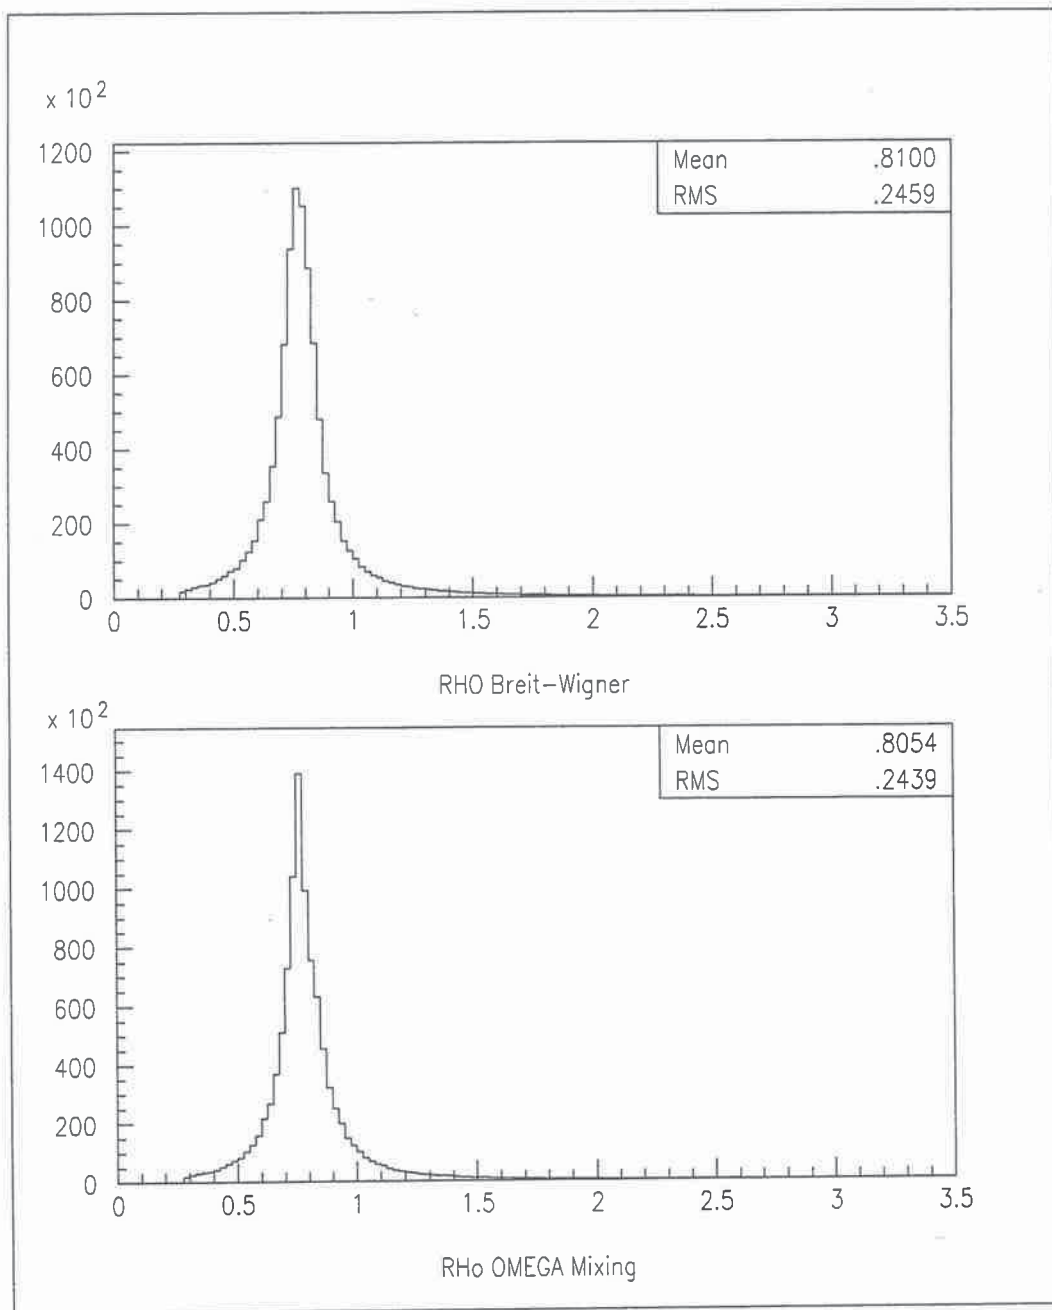 x 10²
1200
1000
800
600
400
200
0
Mean .8100
RMS .2459
0 0.5 1 1.5 2 2.5 3 3.5
RHO Breit-Wigner
x 10²
1400
1200
1000
800
600
400
200
0
Mean .8054
RMS .2439
0 0.5 1 1.5 2 2.5 3 3.5
RHo OMEGA Mixing